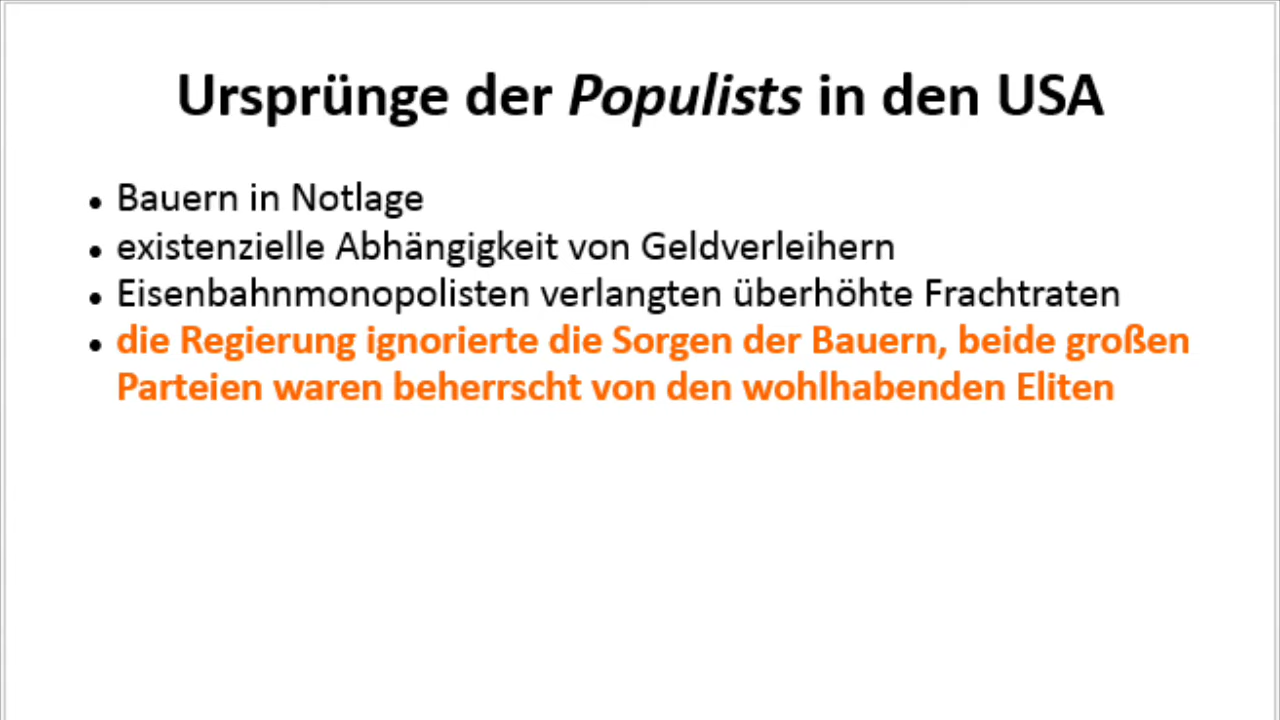 Ursprünge der Populists in den USA
• Bauern in Notlage
• existenzielle Abhängigkeit von Geldverleihern
• Eisenbahnmonopolisten verlangten überhöhte Frachtraten
• die Regierung ignorierte die Sorgen der Bauern, beide großen
Parteien waren beherrscht von den wohlhabenden Eliten